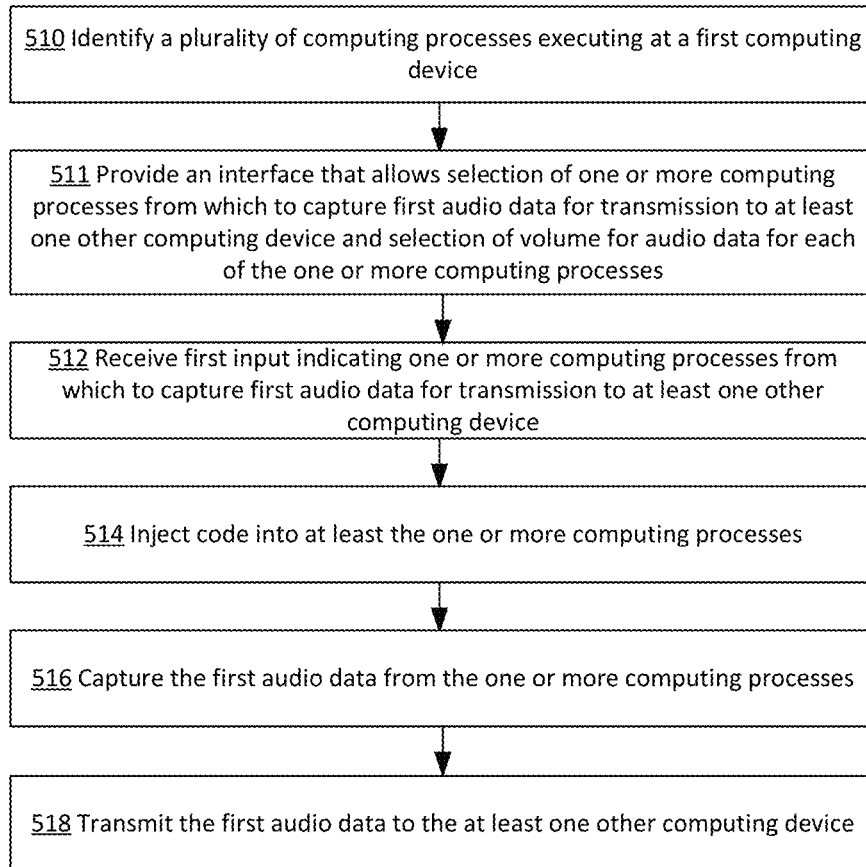 510 Identify a plurality of computing processes executing at a first computing
device
511 Provide an interface that allows selection of one or more computing
processes from which to capture first audio data for transmission to at least
one other computing device and selection of volume for audio data for each
of the one or more computing processes
512 Receive first input indicating one or more computing processes from
which to capture first audio data for transmission to at least one other
computing device
514 Inject code into at least the one or more computing processes
516 Capture the first audio data from the one or more computing processes
518 Transmit the first audio data to the at least one other computing device